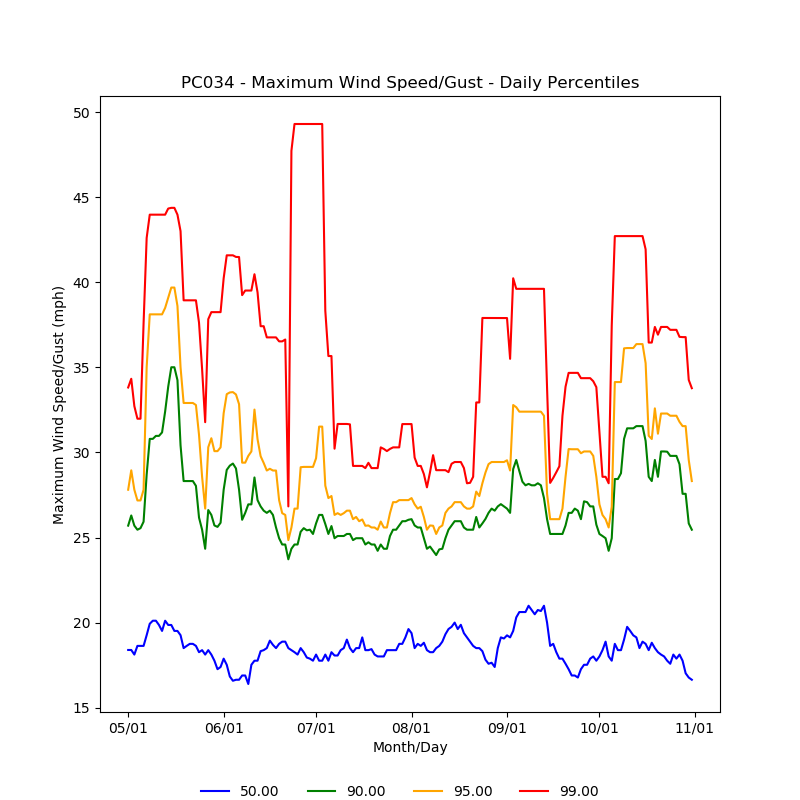 PC034 - Maximum Wind Speed/Gust - Daily Percentiles
50
45
40
35
30
25
20
15
Maximum Wind Speed/Gust (mph)
05/01 06/01 07/01 08/01 09/01 10/01 11/01
Month/Day
50.00 90.00 95.00 99.00